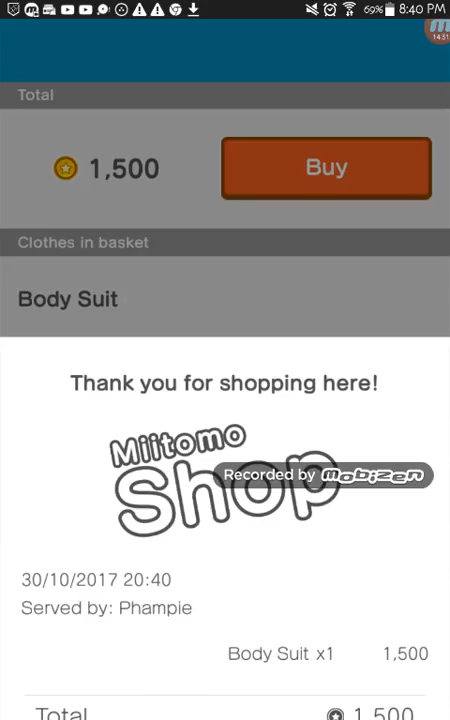 69% 8:40 PM
14:51
Total
1,500
Buy
Clothes in basket
Body Suit
Thank you for shopping here!
Miitomo
Shop
Recorded by mobizen
30/10/2017 20:40
Served by: Phampie
Body Suit x1 1,500
Total 1,500